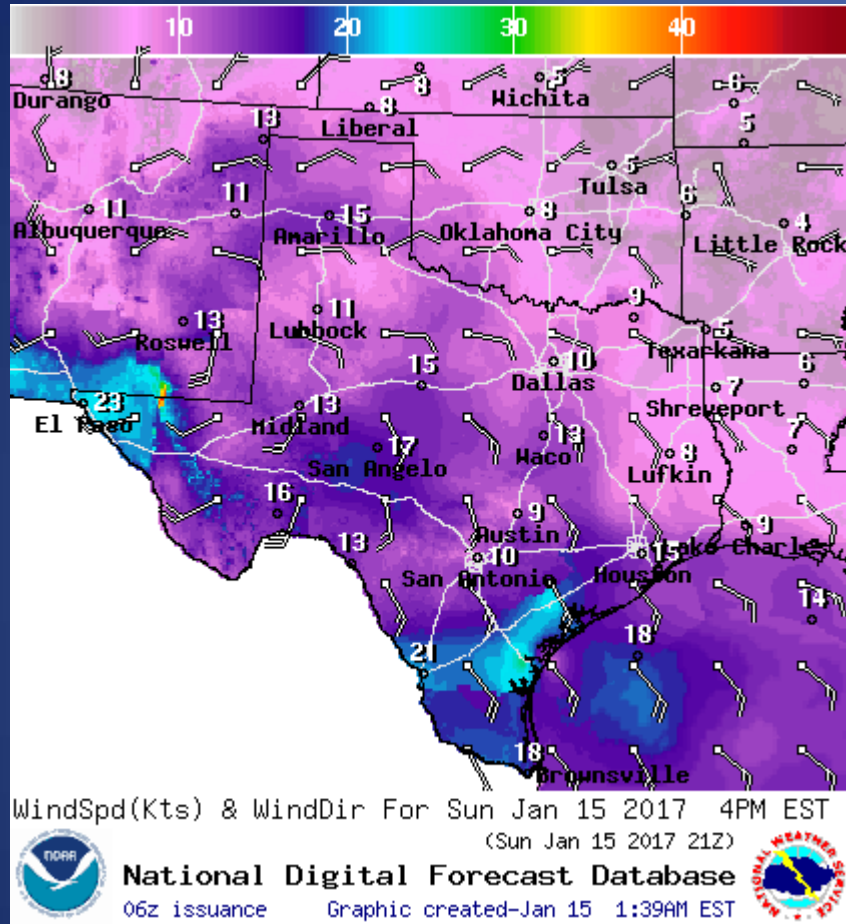 10 20 30 40
8 8 8 5 6
Durango Liberal Wichita
13 5
5
Tulsa
11 11 15 8 6 4
Albuquerque Amarillo Oklahoma City Little Rock
13 11 9 5
Roswell Lubbock Texarkana
15 10 7 6
Dallas
23 13 Shreveport
El Paso Midland 17 13 8 7
San Angelo Waco Lufkin
16 9 9
Austin
13 10 15 Lake Charles
San Antonio Houston
14
21 18
18
Brownsville
WindSpd(Kts) & WindDir For Sun Jan 15 2017 4PM EST
(Sun Jan 15 2017 21Z)
NOAA
National Digital Forecast Database
06z issuance Graphic created-Jan 15 1:39AM EST
NATIONAL WEATHER SERVICE